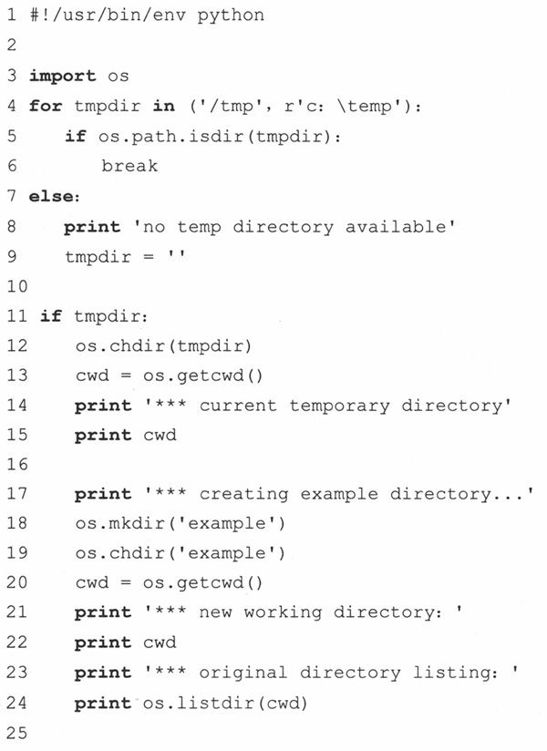 1 #!/usr/bin/env python
2
3 import os
4 for tmpdir in ('/tmp', r'c: \temp'):
5    if os.path.isdir(tmpdir):
6       break
7 else:
8    print 'no temp directory available'
9    tmpdir = ''
10
11 if tmpdir:
12    os.chdir(tmpdir)
13    cwd = os.getcwd()
14    print '*** current temporary directory'
15    print cwd
16
17    print '*** creating example directory...'
18    os.mkdir('example')
19    os.chdir('example')
20    cwd = os.getcwd()
21    print '*** new working directory: '
22    print cwd
23    print '*** original directory listing: '
24    print os.listdir(cwd)
25